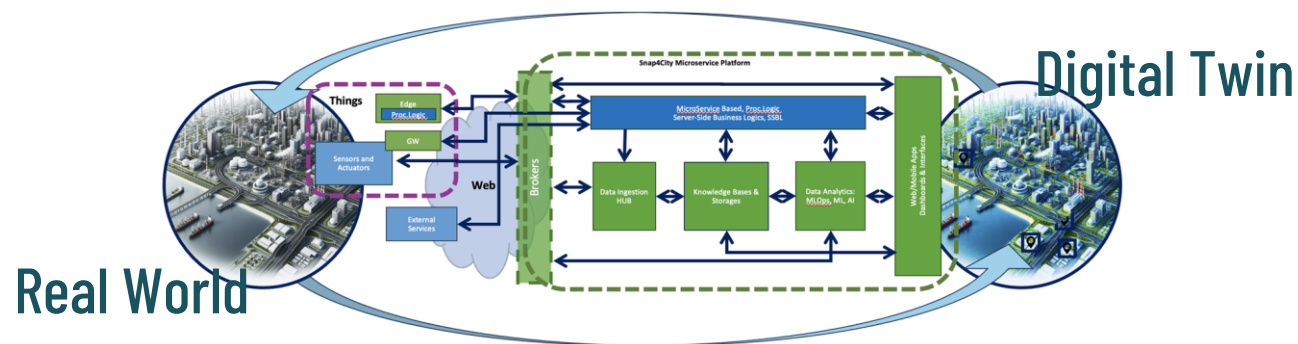 Snap4City Microservice Platform
Digital Twin
Things
Edge
Proc.Logic
MicroService Based, Proc.Logic
Server-Side Business Logics, SSBL
GW
Sensors and
Actuators
Web
Brokers
Data Ingestion
HUB
Knowledge Bases &
Storages
Data Analytics:
MLOps, ML, AI
Web/Mobile Apps
Dashboards & Interfaces
External
Services
Real World